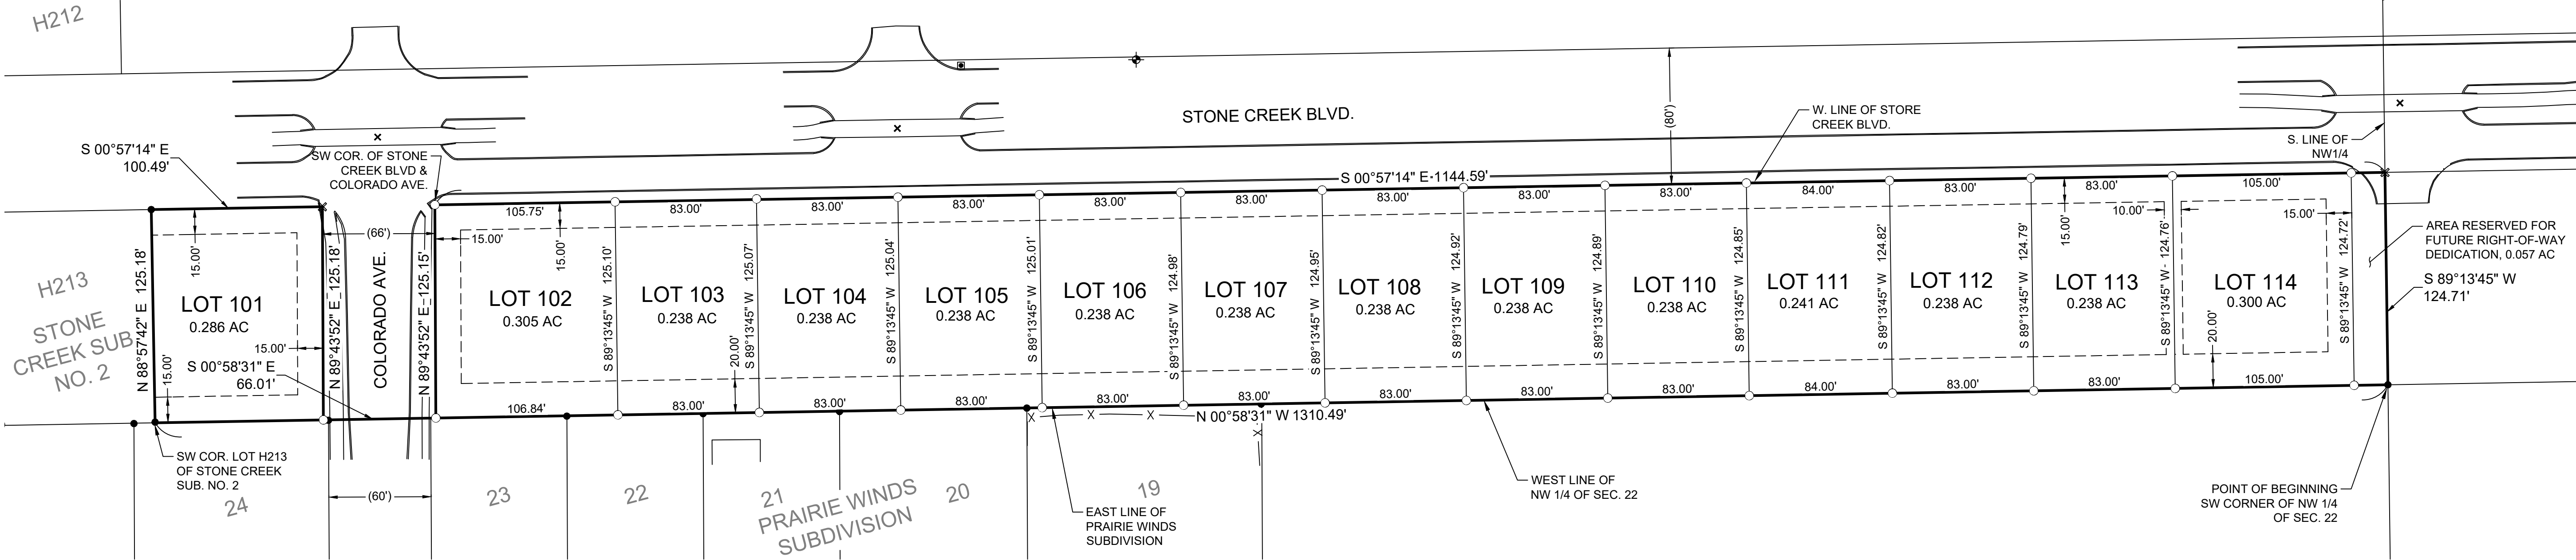 H212
STONE CREEK BLVD.
(80')
W. LINE OF STORE
CREEK BLVD.
S. LINE OF
NW1/4
S 00°57'14" E
100.49'
SW COR. OF STONE
CREEK BLVD &
COLORADO AVE.
S 00°57'14" E 1144.59'
105.75'
83.00'
83.00'
83.00'
83.00'
83.00'
83.00'
83.00'
83.00'
84.00'
83.00'
83.00'
105.00'
H213
STONE
CREEK SUB.
NO. 2
N 88°57'42" E 125.18'
15.00'
LOT 101
0.286 AC
15.00'
15.00'
S 00°58'31" E
66.01'
N 89°43'52" E 125.18'
(66')
COLORADO AVE.
N 89°43'52" E 125.15'
15.00'
15.00'
LOT 102
0.305 AC
S 89°13'45" W 125.10'
LOT 103
0.238 AC
20.00'
S 89°13'45" W 125.07'
LOT 104
0.238 AC
S 89°13'45" W 125.04'
LOT 105
0.238 AC
S 89°13'45" W 125.01'
LOT 106
0.238 AC
S 89°13'45" W 124.98'
LOT 107
0.238 AC
S 89°13'45" W 124.95'
LOT 108
0.238 AC
S 89°13'45" W 124.92'
LOT 109
0.238 AC
S 89°13'45" W 124.89'
LOT 110
0.238 AC
S 89°13'45" W 124.85'
LOT 111
0.241 AC
S 89°13'45" W 124.82'
LOT 112
0.238 AC
S 89°13'45" W 124.79'
15.00'
LOT 113
0.238 AC
10.00'
S 89°13'45" W 124.76'
LOT 114
0.300 AC
15.00'
20.00'
S 89°13'45" W 124.72'
AREA RESERVED FOR
FUTURE RIGHT-OF-WAY
DEDICATION, 0.057 AC
S 89°13'45" W
124.71'
106.84'
83.00'
83.00'
83.00'
83.00'
83.00'
83.00'
83.00'
83.00'
84.00'
83.00'
83.00'
105.00'
X
X
X
X
N 00°58'31" W 1310.49'
SW COR. LOT H213
OF STONE CREEK
SUB. NO. 2
(60')
24
23
22
21
20
19
PRAIRIE WINDS
SUBDIVISION
EAST LINE OF
PRAIRIE WINDS
SUBDIVISION
WEST LINE OF
NW 1/4 OF SEC. 22
POINT OF BEGINNING
SW CORNER OF NW 1/4
OF SEC. 22